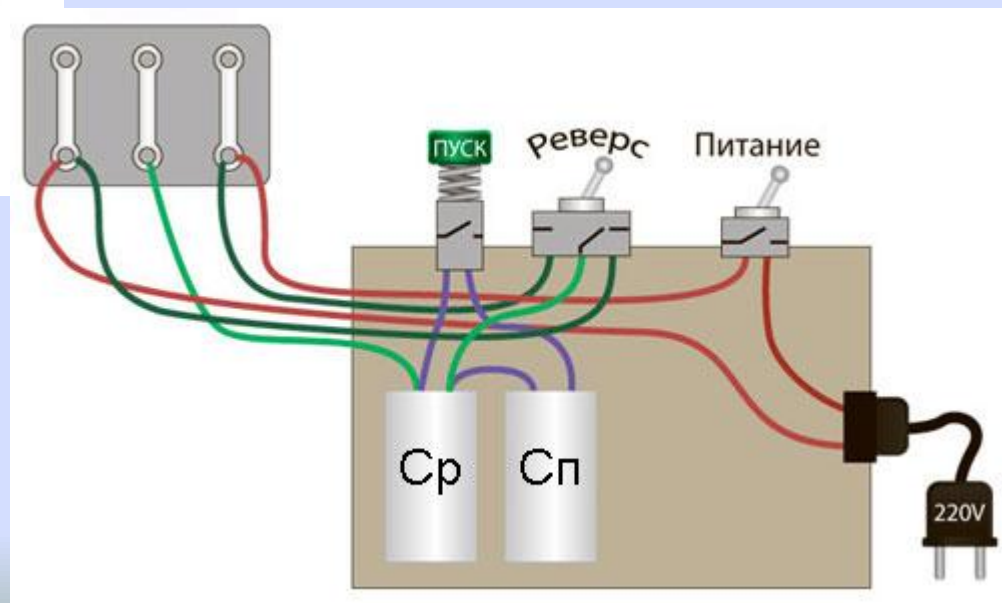 ПУСК
Реверс
Питание
Ср
Сп
220V